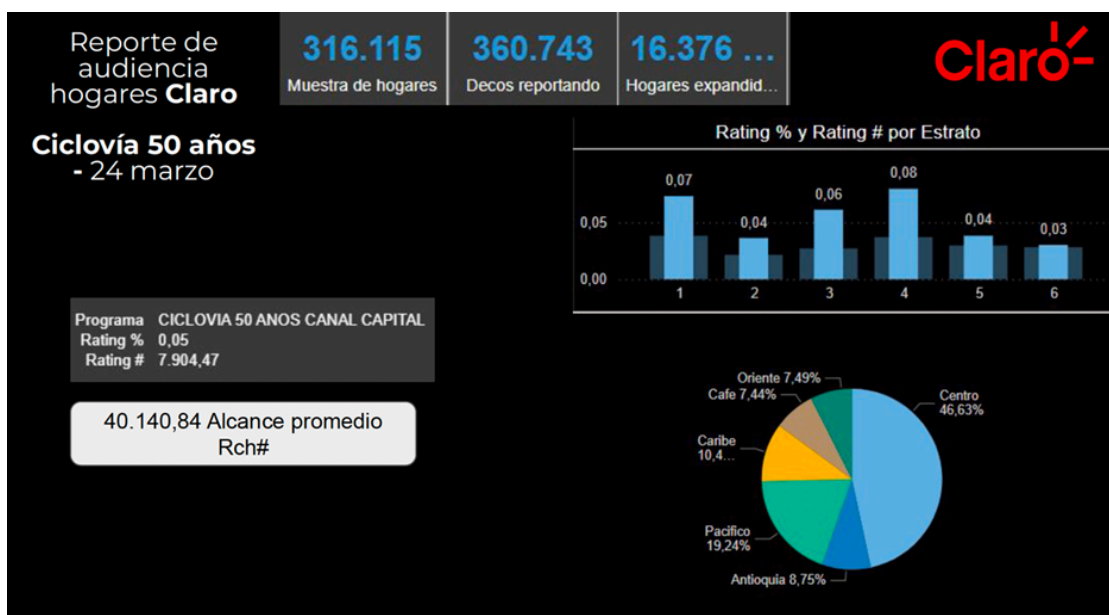 Reporte de
audiencia
hogares Claro
316.115
Muestra de hogares
360.743
Decos reportando
16.376 ...
Hogares expandid...
Claro
Ciclovía 50 años
- 24 marzo
Rating % y Rating # por Estrato
0,05
0,00
0,07
0,04
0,06
0,08
0,04
0,03
1
2
3
4
5
6
Programa CICLOVIA 50 ANOS CANAL CAPITAL
Rating % 0,05
Rating # 7.904,47
40.140,84 Alcance promedio
Rch#
Oriente 7,49%
Cafe 7,44%
Centro
46,63%
Caribe
10,4...
Pacifico
19,24%
Antioquia 8,75%